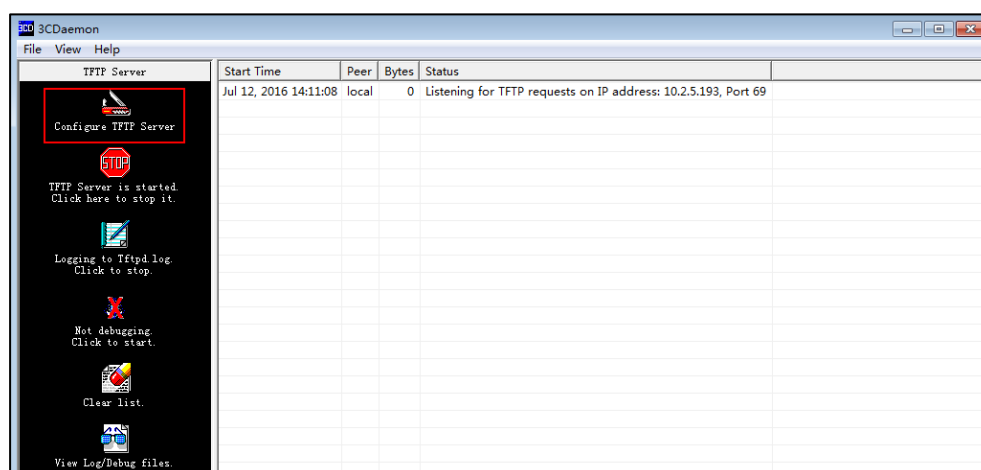 3CD 3CDaemon
File View Help
TFTP Server
Start Time Peer Bytes Status
Jul 12, 2016 14:11:08 local 0 Listening for TFTP requests on IP address: 10.2.5.193, Port 69
Configure TFTP Server
STOP
TFTP Server is started.
Click here to stop it.
Logging to Tftpd.log.
Click to stop.
Not debugging.
Click to start.
Clear list.
View Log/Debug files.